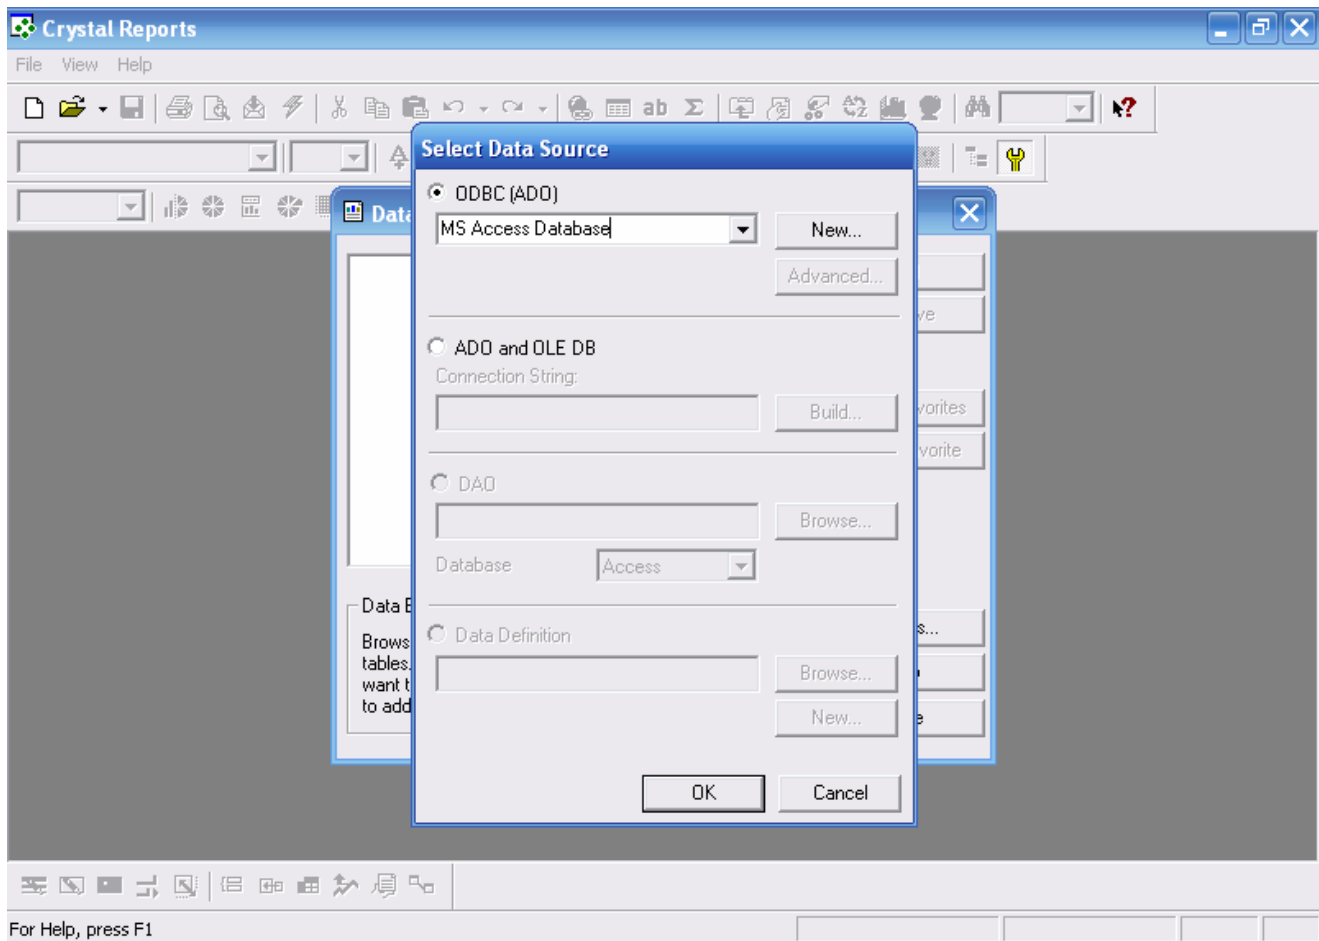 Crystal Reports
File View Help
ab
Select Data Source
Data
ODBC (ADO)
MS Access Database
New...
Advanced...
ADO and OLE DB
Connection String:
Build...
DAO
Browse...
Database
Access
Data Definition
Browse...
New...
OK
Cancel
Data E
Brows
tables.
want t
to add
ve
vorites
vorite
s...
e
For Help, press F1